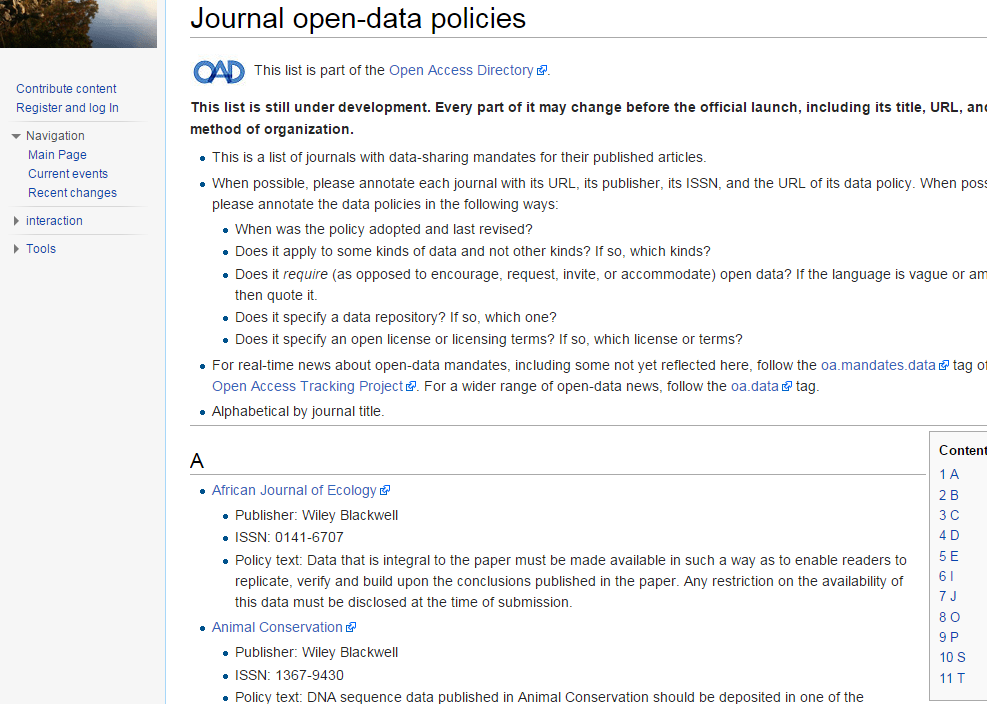 Journal open-data policies
OAD This list is part of the Open Access Directory.
This list is still under development. Every part of it may change before the official launch, including its title, URL, and
method of organization.
This is a list of journals with data-sharing mandates for their published articles.
When possible, please annotate each journal with its URL, its publisher, its ISSN, and the URL of its data policy. When
please annotate the data policies in the following ways:
When was the policy adopted and last revised?
Does it apply to some kinds of data and not other kinds? If so, which kinds?
Does it require (as opposed to encourage, request, invite, or accommodate) open data? If the language is vague or
then quote it.
Does it specify a data repository? If so, which one?
Does it specify an open license or licensing terms? If so, which license or terms?
For real-time news about open-data mandates, including some not yet reflected here, follow the oa.mandates.data tag of
Open Access Tracking Project. For a wider range of open-data news, follow the oa.data tag.
Alphabetical by journal title.
Contribute content
Register and log In
Navigation
Main Page
Current events
Recent changes
interaction
Tools
A
African Journal of Ecology
Publisher: Wiley Blackwell
ISSN: 0141-6707
Policy text: Data that is integral to the paper must be made available in such a way as to enable readers to
replicate, verify and build upon the conclusions published in the paper. Any restriction on the availability of
this data must be disclosed at the time of submission.
Animal Conservation
Publisher: Wiley Blackwell
ISSN: 1367-9430
Policy text: DNA sequence data published in Animal Conservation should be deposited in one of the
Content
1 A
2 B
3 C
4 D
5 E
6 I
7 J
8 O
9 P
10 S
11 T